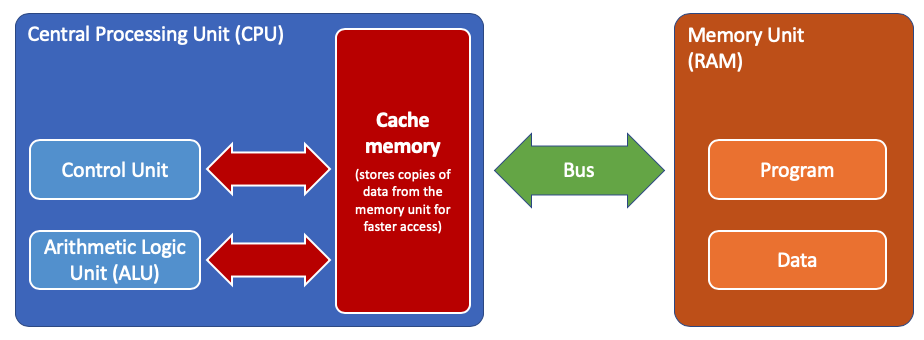 Central Processing Unit (CPU)
Control Unit
Arithmetic Logic
Unit (ALU)
Cache
memory
(stores copies of
data from the
memory unit for
faster access)
Bus
Memory Unit
(RAM)
Program
Data